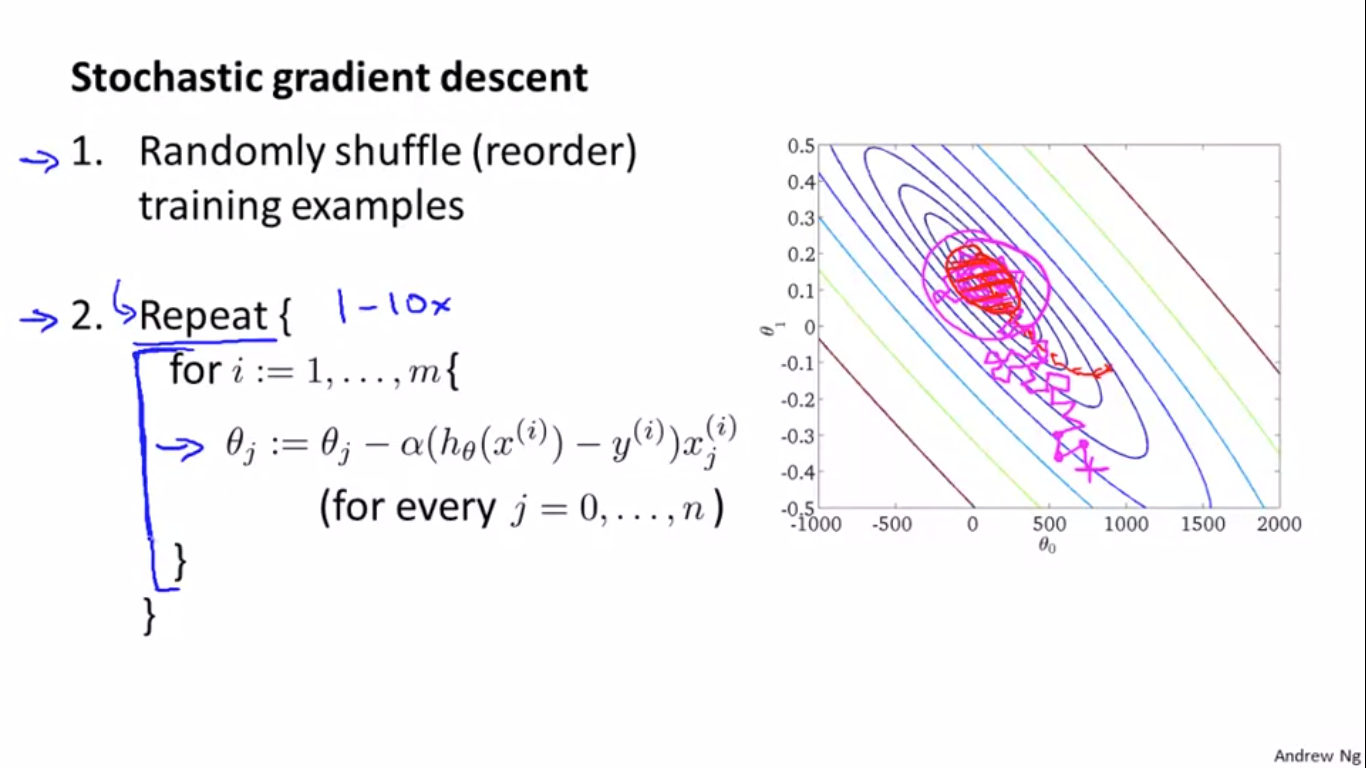 Stochastic gradient descent
→ 1. Randomly shuffle (reorder)
training examples
→ 2. ↳ Repeat { 1-10x
for i := 1, . . . , m {
→ θ_j := θ_j − α(h_θ(x^(i)) − y^(i))x_j^(i)
(for every j = 0, . . . , n )
}
}
0.5
0.4
0.3
0.2
0.1
0
-0.1
-0.2
-0.3
-0.4
-0.5
θ_1
-1000 -500 0 500 1000 1500 2000
θ_0
Andrew Ng